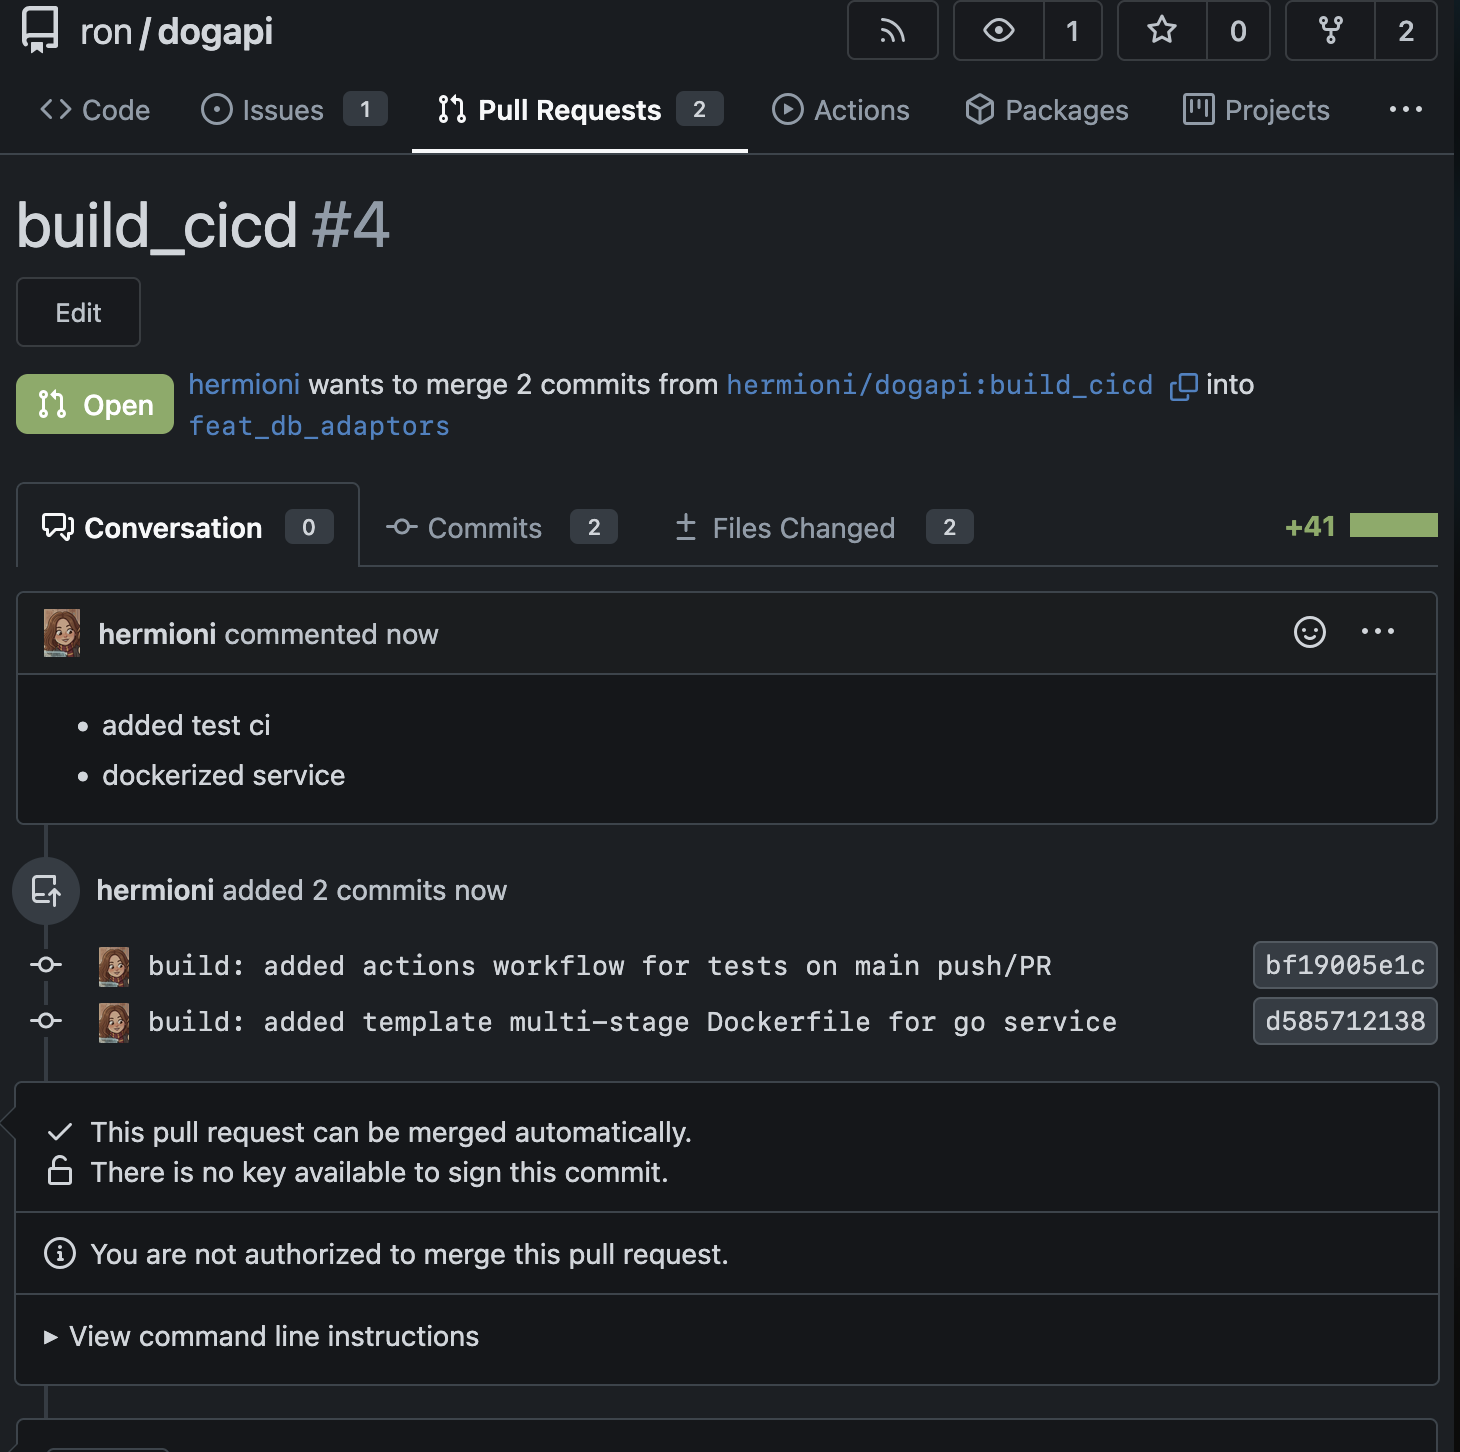 ron / dogapi
1
0
2
Code
Issues 1
Pull Requests 2
Actions
Packages
Projects
build_cicd #4
Edit
Open
hermioni wants to merge 2 commits from hermioni/dogapi:build_cicd into
feat_db_adaptors
Conversation 0
Commits 2
Files Changed 2
+41
hermioni commented now
• added test ci
• dockerized service
hermioni added 2 commits now
build: added actions workflow for tests on main push/PR bf19005e1c
build: added template multi-stage Dockerfile for go service d585712138
This pull request can be merged automatically.
There is no key available to sign this commit.
You are not authorized to merge this pull request.
View command line instructions